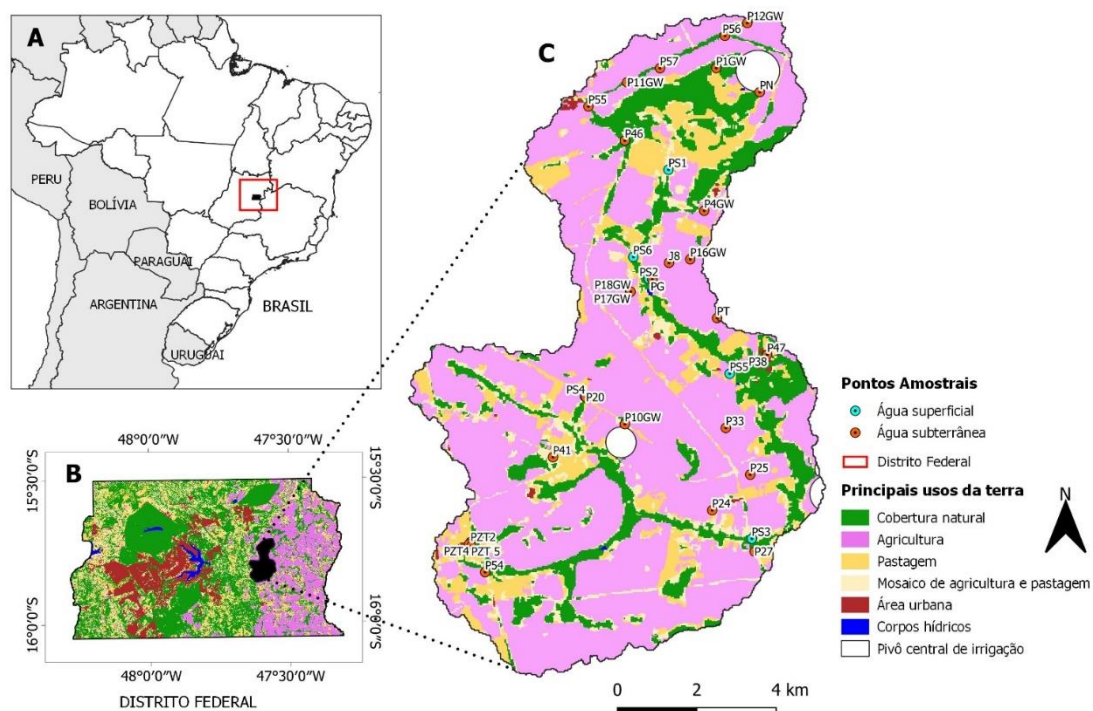 A
PERU
BOLÍVIA
PARAGUAI
ARGENTINA
BRASIL
URUGUAI
B
48°0'0"W 47°30'0"W
15°30'0"S
15°30'0"S
16°0'0"S
16°0'0"S
48°0'0"W 47°30'0"W
DISTRITO FEDERAL
C
P12GW
P56
P57
P1GW
P11GW
PN
P55
P46
PS1
P4GW
PS6
J8
P16GW
PS2
P18GW
PG
P17GW
PT
P47
PS5
P38
PS4
P20
P10GW
P33
P41
P25
P24
PZT2
PS3
PZT4
PZT 5
P27
P54
Pontos Amostrais
Água superficial
Água subterrânea
Distrito Federal
Principais usos da terra
Cobertura natural
Agricultura
Pastagem
Mosaico de agricultura e pastagem
Área urbana
Corpos hídricos
Pivô central de irrigação
N
0 2 4 km